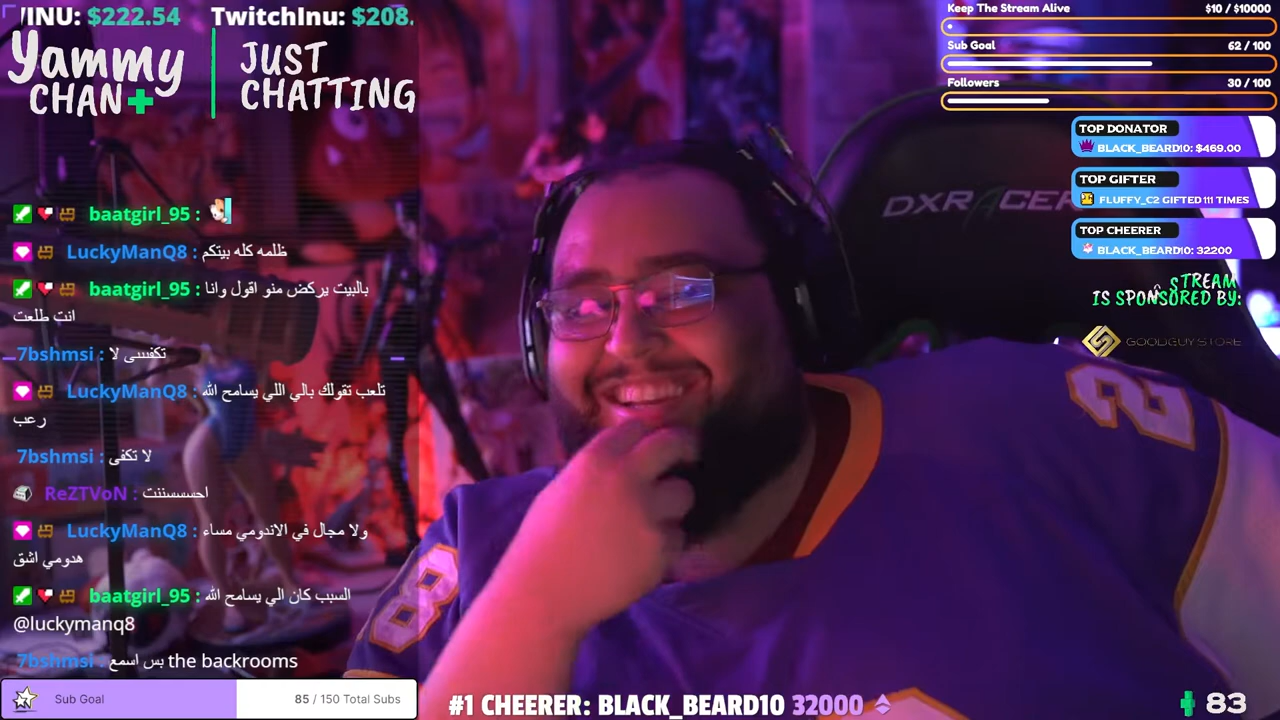 /INU: $222.54 TwitchInu: $208.
Yammy
CHAN
JUST
CHATTING
baatgirl_95 :
LuckyManQ8 : ظلمه كله بيتكم
baatgirl_95 : بالبيت يركض منو اقول وانا
انت طلعت
7bshmsi : تكفىىىى لا
LuckyManQ8 : تلعب تقولك بالي اللي يسامح الله
رعب
7bshmsi : لا تكفى
ReZTVoN : احسسسننت
LuckyManQ8 : ولا مجال في الاندومي مساء
هدومي اشق
baatgirl_95 : السبب كان الي يسامح الله
@luckymanq8
7bshmsi : بس اسمع the backrooms
Sub Goal 85 / 150 Total Subs
Keep The Stream Alive $10 / $10000
Sub Goal 62 / 100
Followers 30 / 100
TOP DONATOR
BLACK_BEARD10: $469.00
TOP GIFTER
FLUFFY_C2 GIFTED 111 TIMES
TOP CHEERER
BLACK_BEARD10: 32200
STREAM
IS SPONSORED BY:
GOODGUYSTORE
DXRACER
2
8
#1 CHEERER: BLACK_BEARD10 32000
83